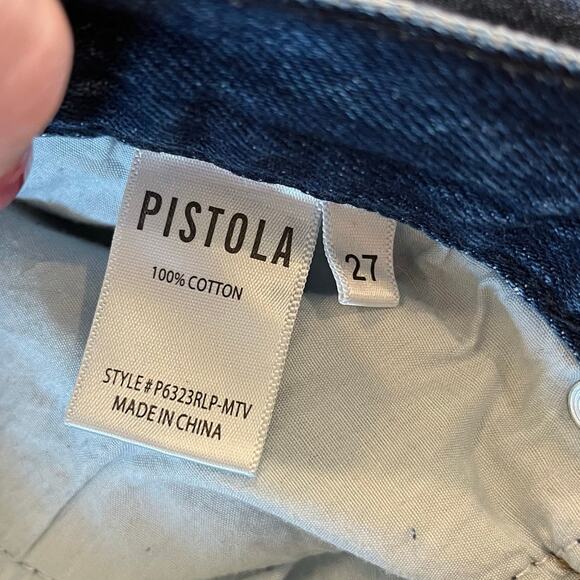 PISTOLA
100% COTTON
STYLE # P6323RLP-MTV
MADE IN CHINA
27